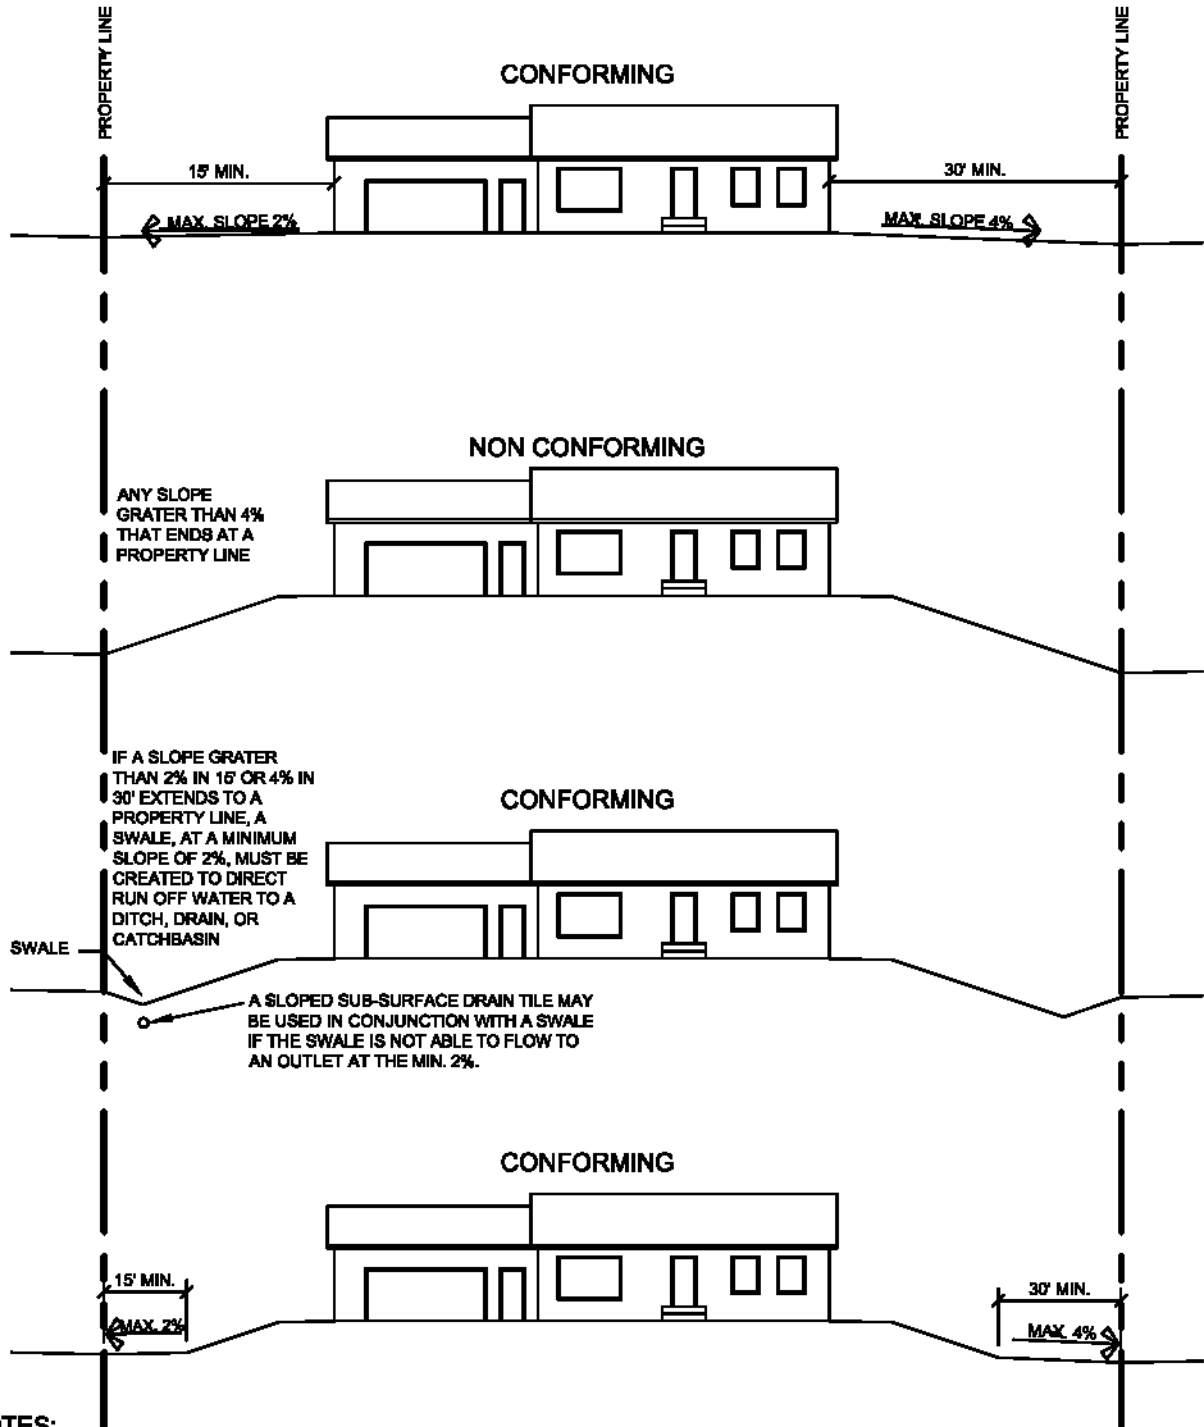 PROPERTY LINE
PROPERTY LINE
CONFORMING
15' MIN.
30' MIN.
MAX. SLOPE 2%
MAX. SLOPE 4%
NON CONFORMING
ANY SLOPE
GRATER THAN 4%
THAT ENDS AT A
PROPERTY LINE
IF A SLOPE GRATER
THAN 2% IN 15' OR 4% IN
30' EXTENDS TO A
PROPERTY LINE, A
SWALE, AT A MINIMUM
SLOPE OF 2%, MUST BE
CREATED TO DIRECT
RUN OFF WATER TO A
DITCH, DRAIN, OR
CATCHBASIN
CONFORMING
SWALE
A SLOPED SUB-SURFACE DRAIN TILE MAY
BE USED IN CONJUNCTION WITH A SWALE
IF THE SWALE IS NOT ABLE TO FLOW TO
AN OUTLET AT THE MIN. 2%.
CONFORMING
15' MIN.
30' MIN.
MAX. 2%
MAX. 4%